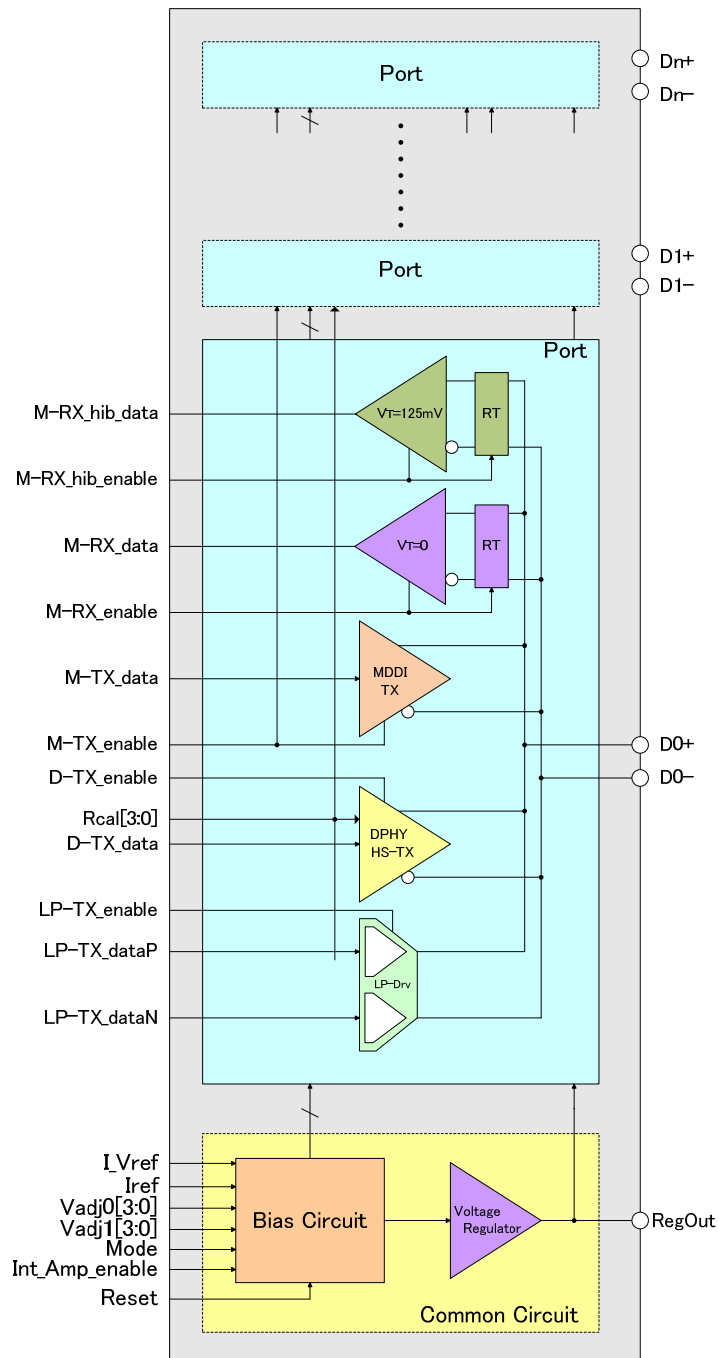 Port
Dn+
Dn-
Port
D1+
D1-
Port
M-RX_hib_data
VT=125mV
RT
M-RX_hib_enable
M-RX_data
VT=0
RT
M-RX_enable
M-TX_data
MDDI
TX
M-TX_enable
D0+
D-TX_enable
D0-
Rcal[3:0]
D-TX_data
DPHY
HS-TX
LP-TX_enable
LP-TX_dataP
LP-Drv
LP-TX_dataN
I_Vref
Iref
Vadj0[3:0]
Vadj1[3:0]
Mode
Int_Amp_enable
Reset
Bias Circuit
Voltage
Regulator
RegOut
Common Circuit